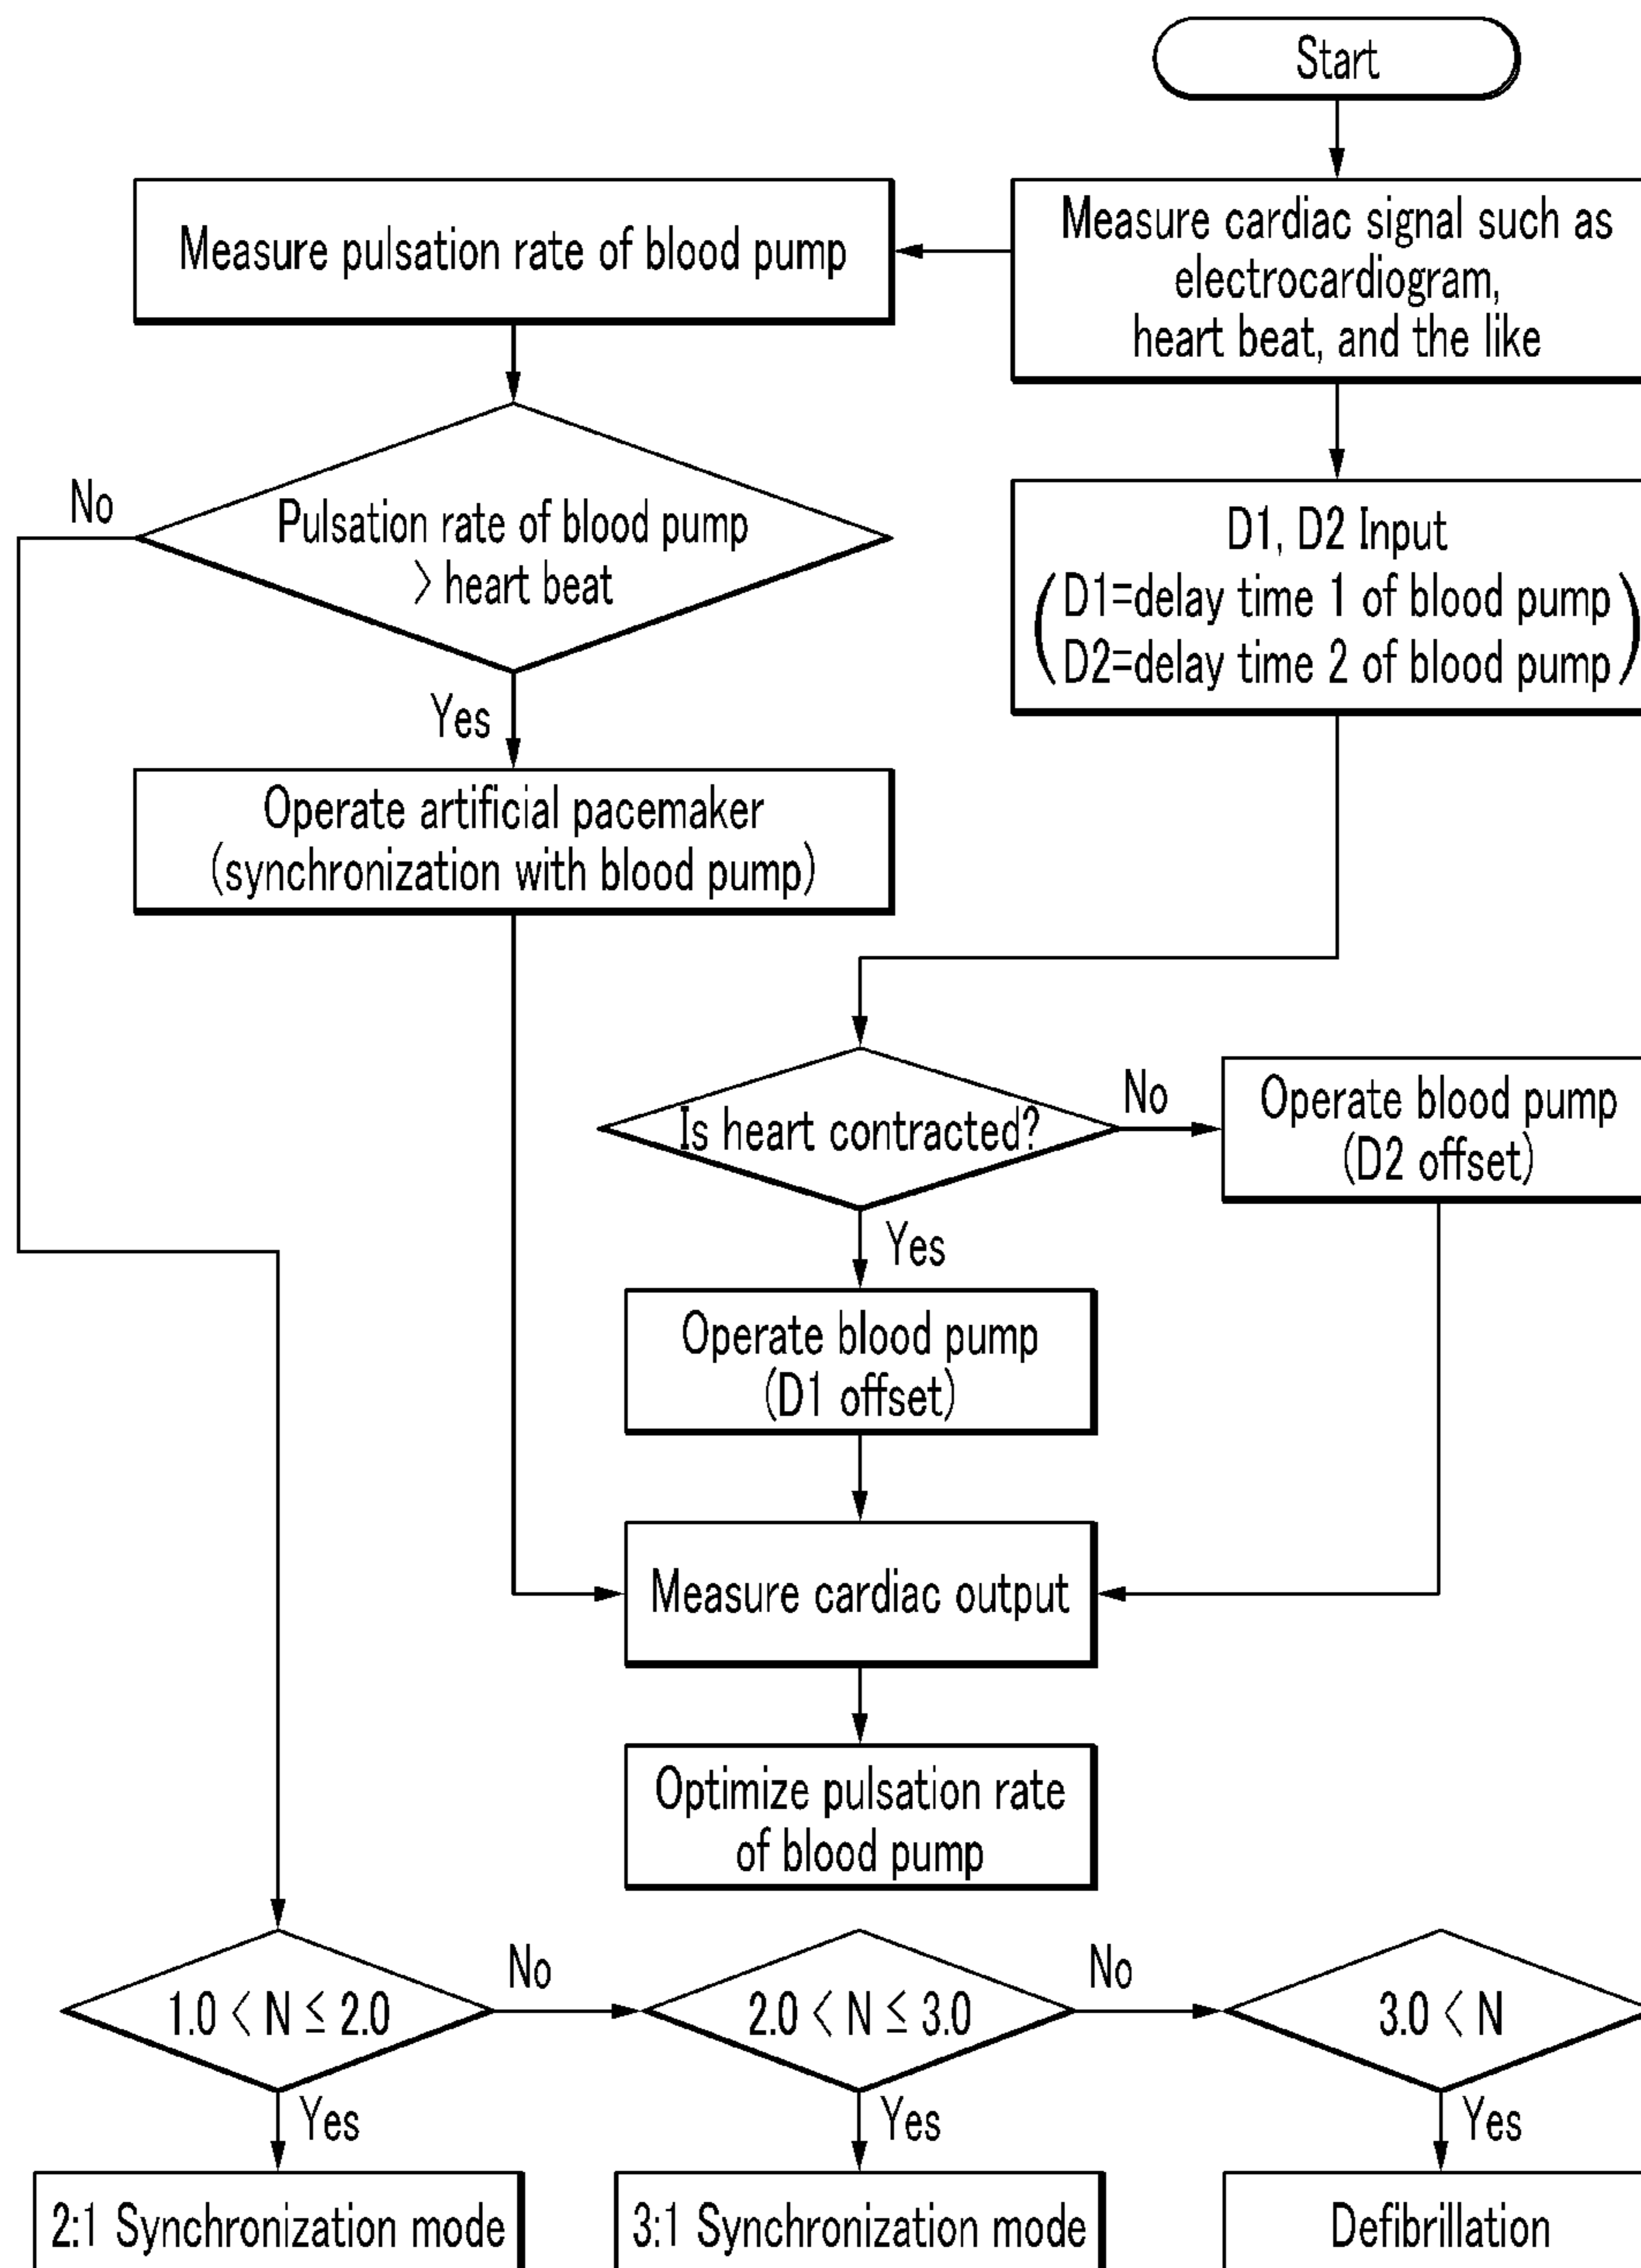 Start
Measure cardiac signal such as
electrocardiogram,
heart beat, and the like
Measure pulsation rate of blood pump
D1, D2 Input
(D1=delay time 1 of blood pump
D2=delay time 2 of blood pump)
No
Pulsation rate of blood pump
> heart beat
Yes
Operate artificial pacemaker
(synchronization with blood pump)
Is heart contracted?
No
Operate blood pump
(D2 offset)
Yes
Operate blood pump
(D1 offset)
Measure cardiac output
Optimize pulsation rate
of blood pump
1.0 < N ≤ 2.0
No
2.0 < N ≤ 3.0
No
3.0 < N
Yes
Yes
Yes
2:1 Synchronization mode
3:1 Synchronization mode
Defibrillation